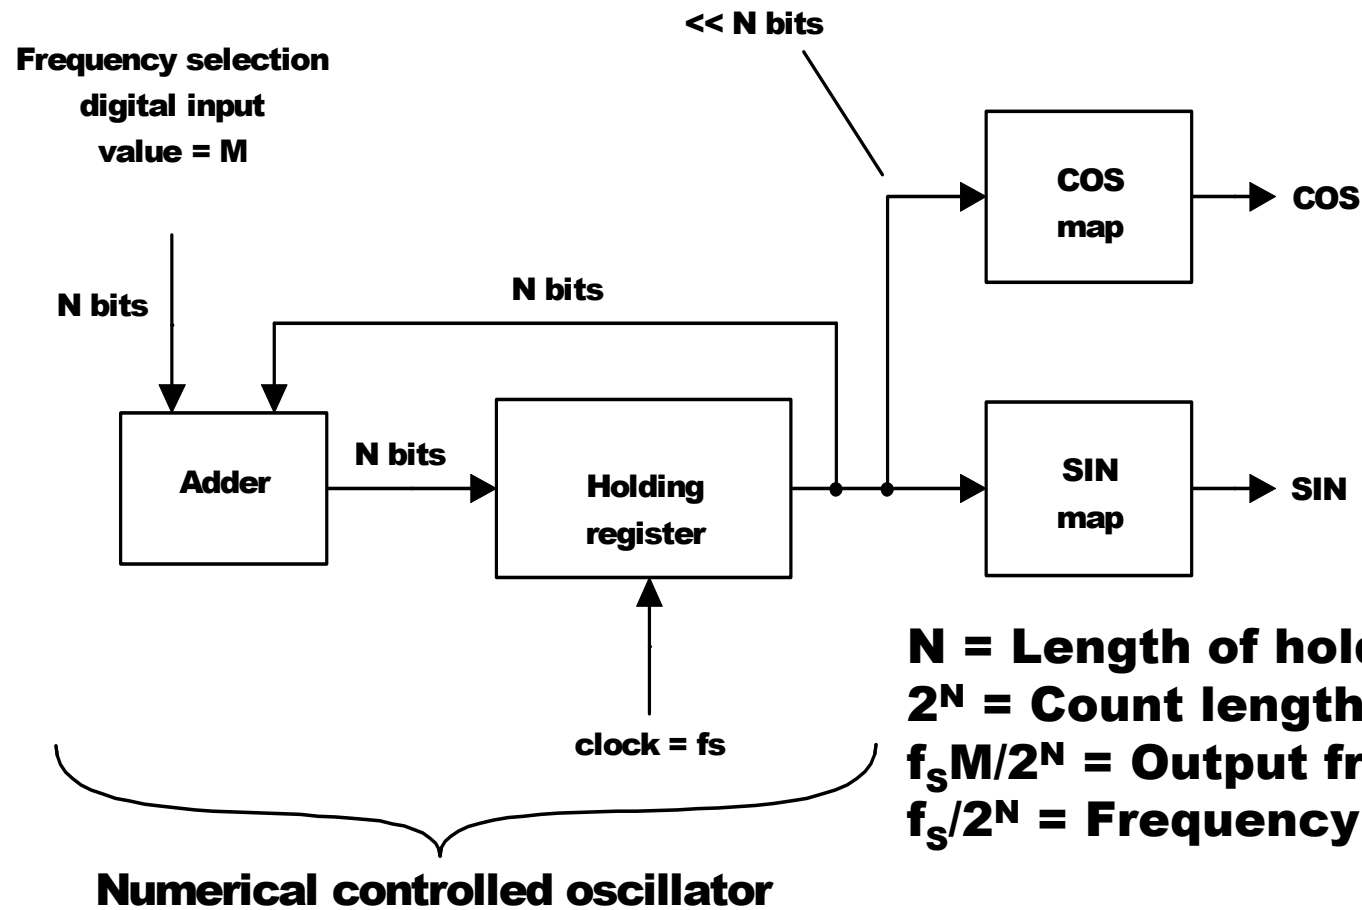 << N bits
Frequency selection
digital input
value = M
COS
map
COS
N bits
N bits
Adder
N bits
Holding
register
SIN
map
SIN
clock = fs
N = Length of hol
2ᴺ = Count length
fₛM/2ᴺ = Output fr
fₛ/2ᴺ = Frequency
Numerical controlled oscillator